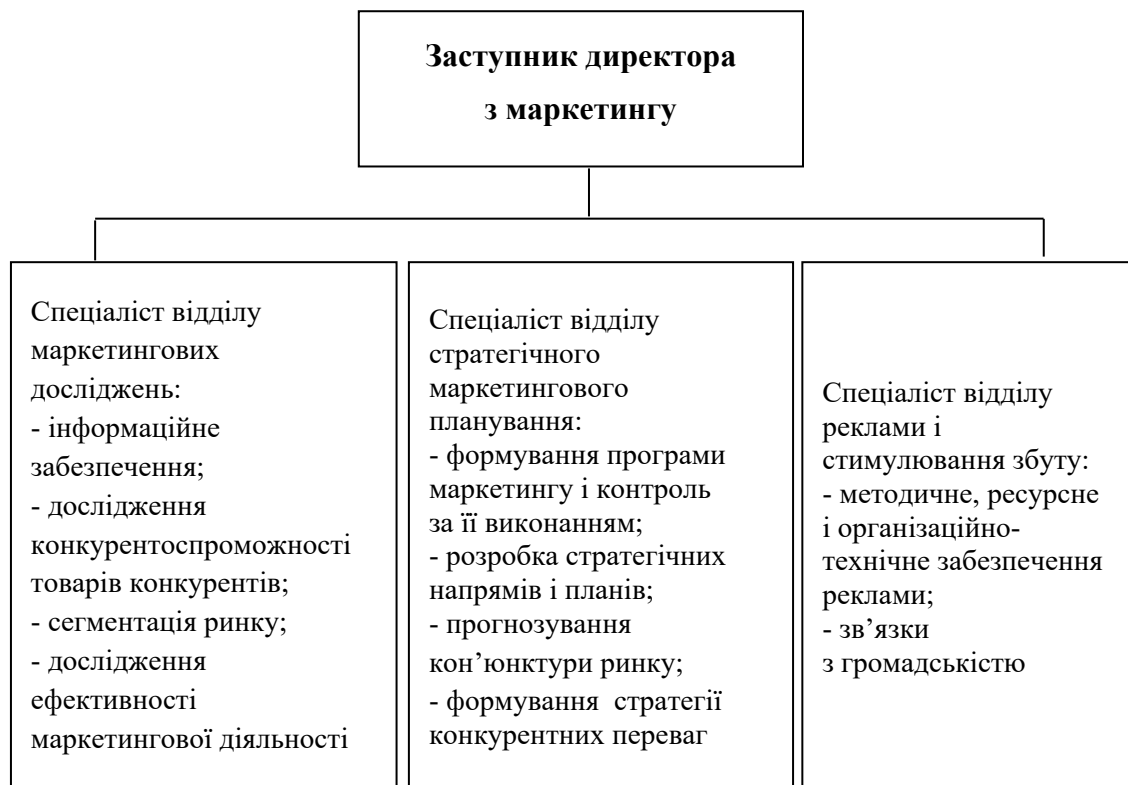 Заступник директора
з маркетингу
Спеціаліст відділу
маркетингових
досліджень:
- інформаційне
забезпечення;
- дослідження
конкурентоспроможності
товарів конкурентів;
- сегментація ринку;
- дослідження
ефективності
маркетингової діяльності
Спеціаліст відділу
стратегічного
маркетингового
планування:
- формування програми
маркетингу і контроль
за її виконанням;
- розробка стратегічних
напрямів і планів;
- прогнозування
кон’юнктури ринку;
- формування стратегії
конкурентних переваг
Спеціаліст відділу
реклами і
стимулювання збуту:
- методичне, ресурсне
і організаційно-
технічне забезпечення
реклами;
- зв’язки
з громадськістю